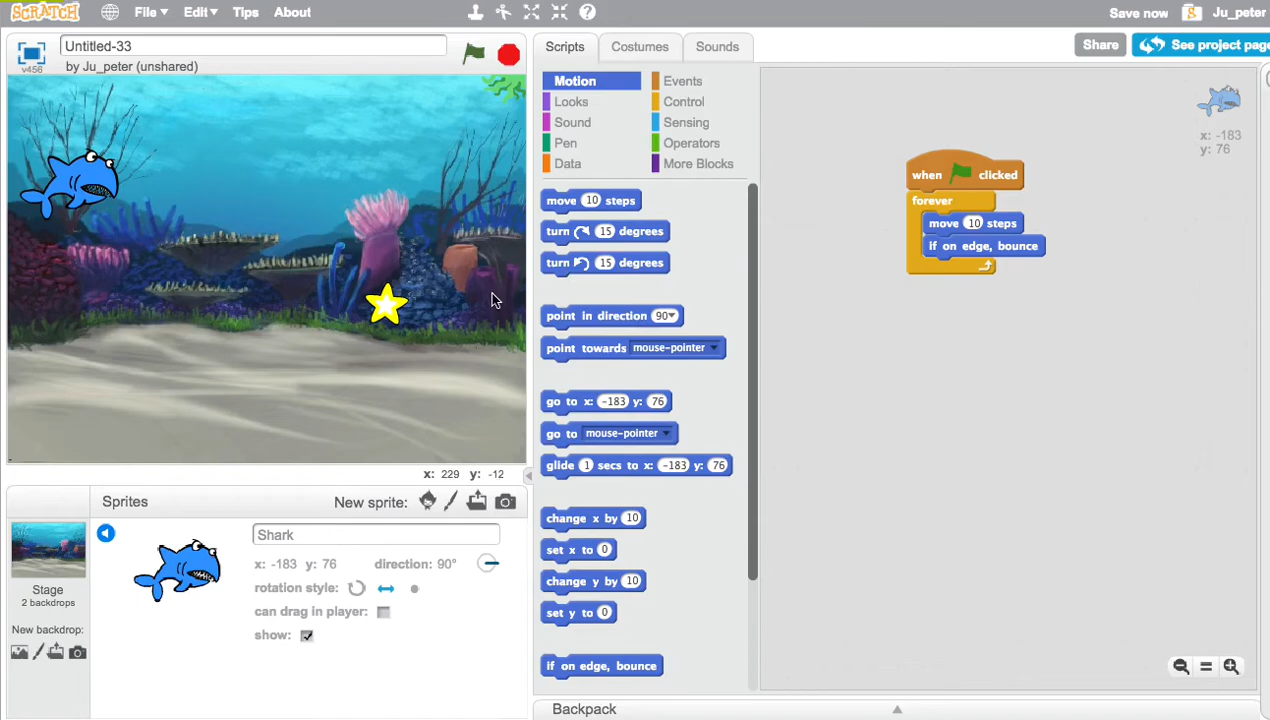 SCRATCH File Edit Tips About Save now Ju_peter
Untitled-33
by Ju_peter (unshared)
v456
Scripts Costumes Sounds Share See project page
Motion Events
Looks Control
Sound Sensing
Pen Operators
Data More Blocks
x: -183
y: 76
move 10 steps
turn 15 degrees
turn 15 degrees
point in direction 90
point towards mouse-pointer
go to x: -183 y: 76
go to mouse-pointer
glide 1 secs to x: -183 y: 76
change x by 10
set x to 0
change y by 10
set y to 0
if on edge, bounce
when clicked
forever
move 10 steps
if on edge, bounce
x: 229 y: -12
Sprites New sprite:
Stage
2 backdrops
New backdrop:
Shark
x: -183 y: 76 direction: 90°
rotation style:
can drag in player:
show:
Backpack